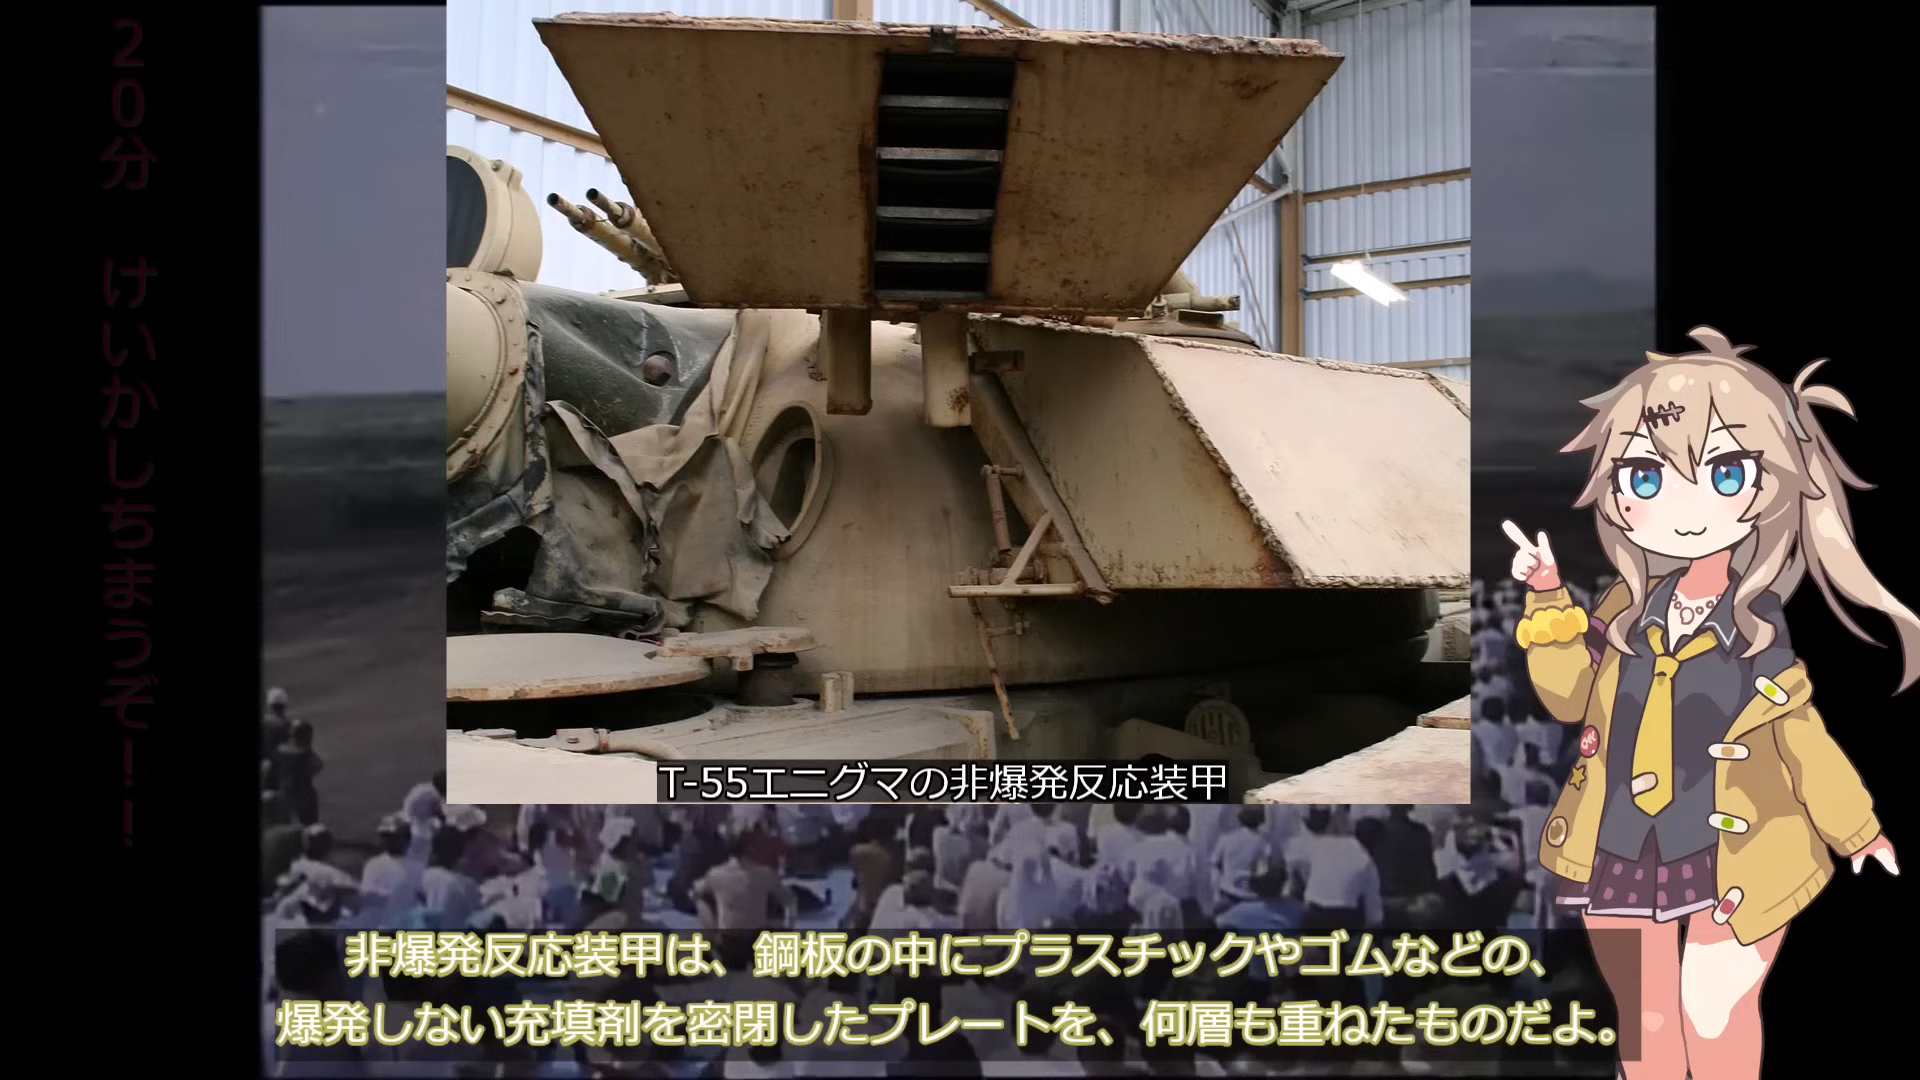 20分　けいかしちまうぞ！！
T-55エニグマの非爆発反応装甲
非爆発反応装甲は、鋼板の中にプラスチックやゴムなどの、
爆発しない充填剤を密閉したプレートを、何層も重ねたものだよ。